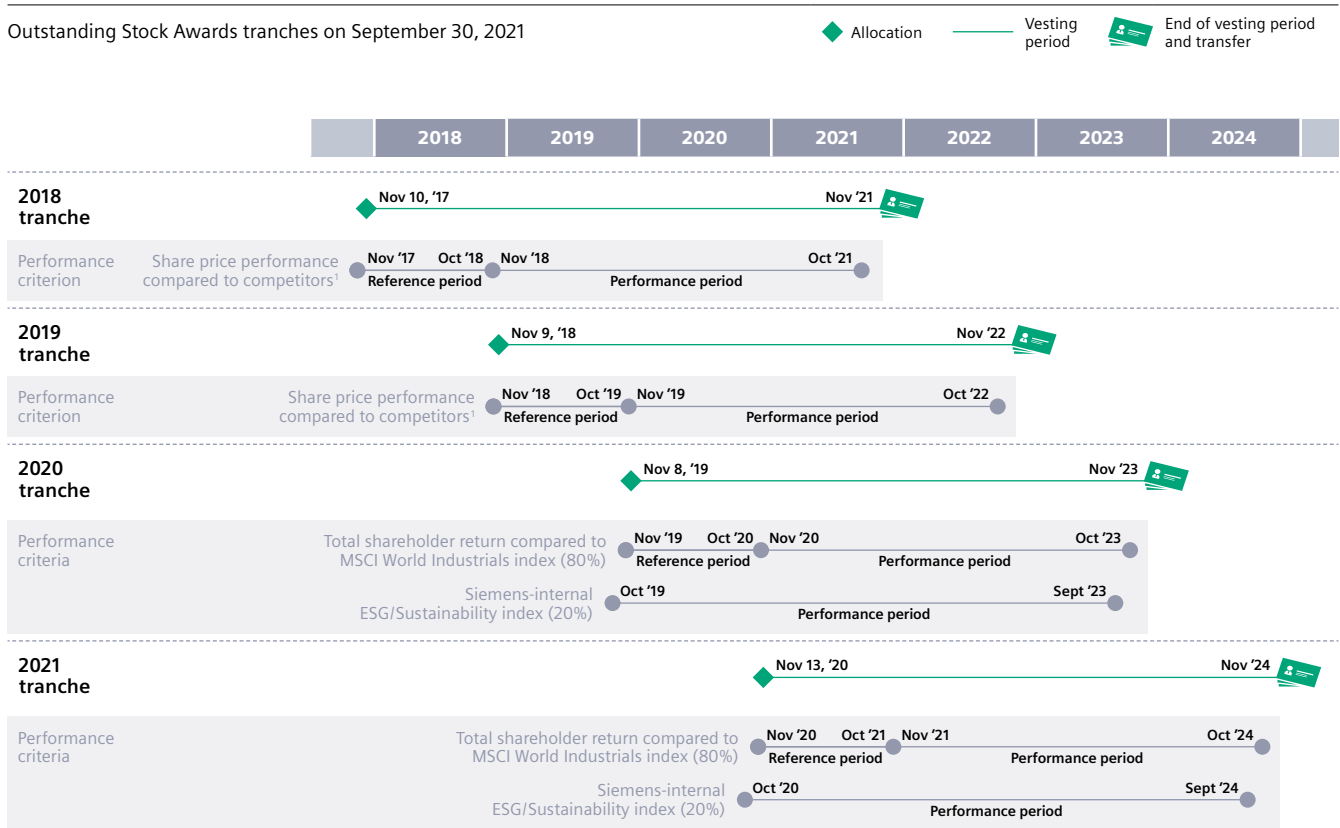 Outstanding Stock Awards tranches on September 30, 2021
Allocation
Vesting
period
End of vesting period
and transfer
2018
2019
2020
2021
2022
2023
2024
2018
tranche
Nov 10, ’17
Nov ’21
Performance
criterion
Share price performance
compared to competitors¹
Nov ’17
Oct ’18
Nov ’18
Oct ’21
Reference period
Performance period
2019
tranche
Nov 9, ’18
Nov ’22
Performance
criterion
Share price performance
compared to competitors¹
Nov ’18
Oct ’19
Nov ’19
Oct ’22
Reference period
Performance period
2020
tranche
Nov 8, ’19
Nov ’23
Performance
criteria
Total shareholder return compared to
MSCI World Industrials index (80%)
Nov ’19
Oct ’20
Nov ’20
Oct ’23
Reference period
Performance period
Siemens-internal
ESG/Sustainability index (20%)
Oct ’19
Sept ’23
Performance period
2021
tranche
Nov 13, ’20
Nov ’24
Performance
criteria
Total shareholder return compared to
MSCI World Industrials index (80%)
Nov ’20
Oct ’21
Nov ’21
Oct ’24
Reference period
Performance period
Siemens-internal
ESG/Sustainability index (20%)
Oct ’20
Sept ’24
Performance period